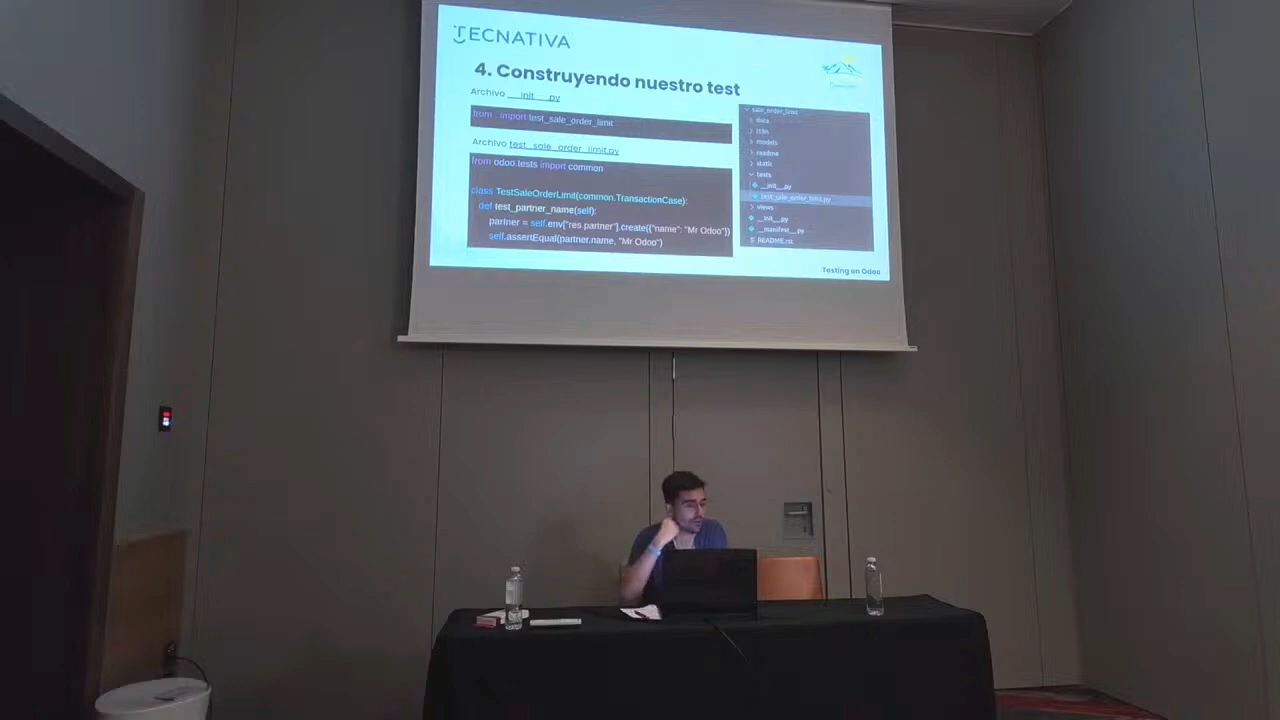 TECNATIVA
4. Construyendo nuestro test
Archivo __init__.py
from . import test_sale_order_limit
Archivo test_sale_order_limit.py
from odoo.tests import common
class TestSaleOrderLimit(common.TransactionCase):
def test_partner_name(self):
partner = self.env["res.partner"].create({"name": "Mr Odoo"})
self.assertEqual(partner.name, "Mr Odoo")
sale_order_limit
data
i18n
models
readme
static
tests
__init__.py
test_sale_order_limit.py
views
__init__.py
__manifest__.py
README.rst
Testing on Odoo